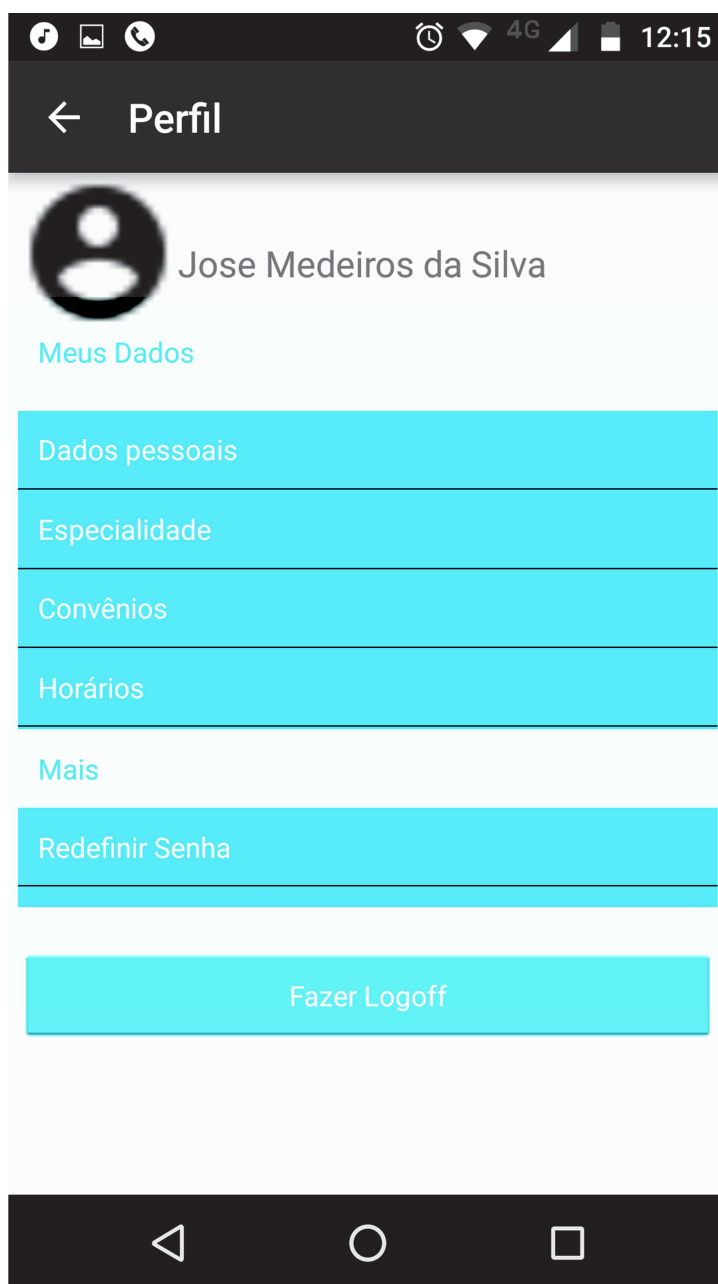 4G 12:15
Perfil
Jose Medeiros da Silva
Meus Dados
Dados pessoais
Especialidade
Convênios
Horários
Mais
Redefinir Senha
Fazer Logoff